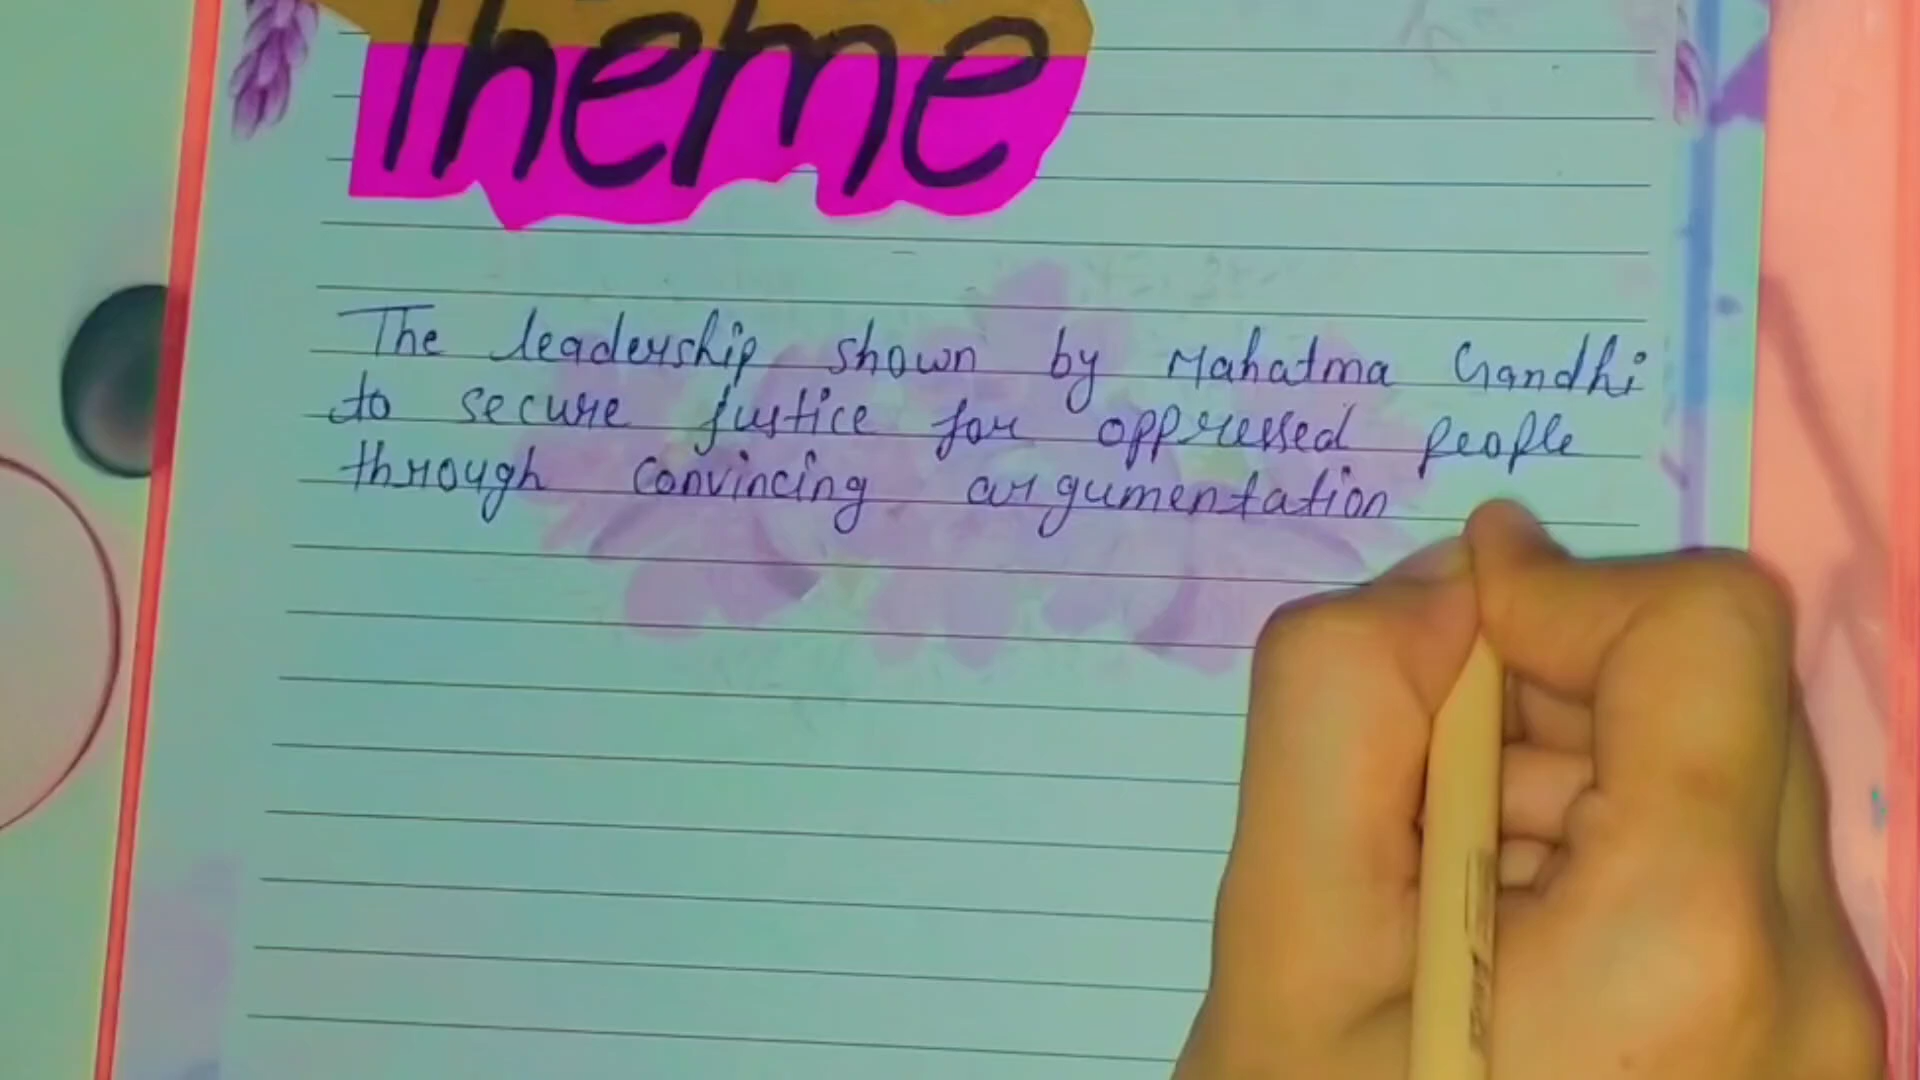 Theme
The leadership shown by Mahatma Gandhi
to secure justice for oppressed people
through convincing argumentation